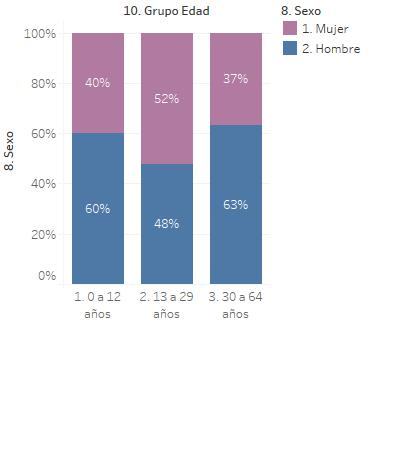 10. Grupo Edad
8. Sexo
1. Mujer
2. Hombre
8. Sexo
100%
80%
60%
40%
20%
0%
40%
60%
52%
48%
37%
63%
1. 0 a 12
años
2. 13 a 29
años
3. 30 a 64
años